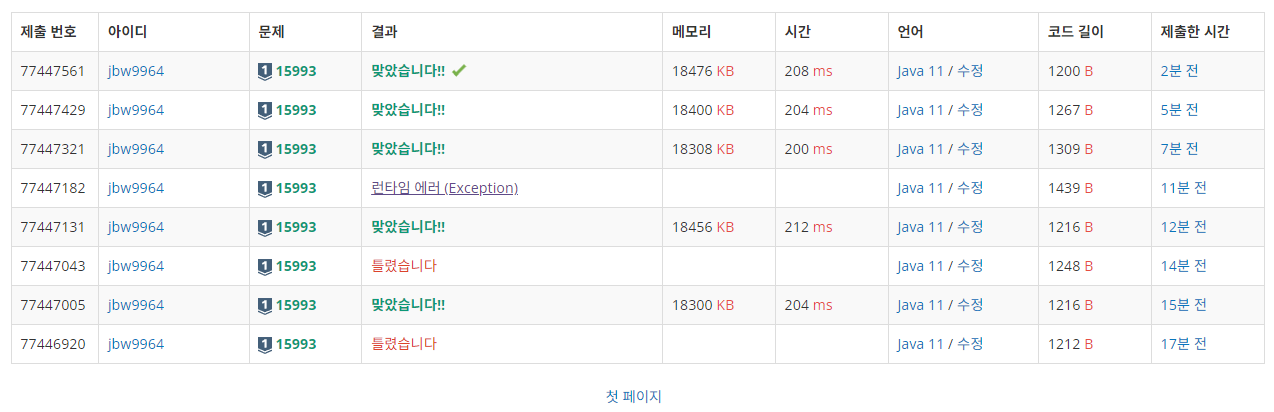 제출 번호 아이디 문제 결과 메모리 시간 언어 코드 길이 제출한 시간
77447561 jbw9964 1 15993 맞았습니다!! 18476 KB 208 ms Java 11 / 수정 1200 B 2분 전
77447429 jbw9964 1 15993 맞았습니다!! 18400 KB 204 ms Java 11 / 수정 1267 B 5분 전
77447321 jbw9964 1 15993 맞았습니다!! 18308 KB 200 ms Java 11 / 수정 1309 B 7분 전
77447182 jbw9964 1 15993 런타임 에러 (Exception) Java 11 / 수정 1439 B 11분 전
77447131 jbw9964 1 15993 맞았습니다!! 18456 KB 212 ms Java 11 / 수정 1216 B 12분 전
77447043 jbw9964 1 15993 틀렸습니다 Java 11 / 수정 1248 B 14분 전
77447005 jbw9964 1 15993 맞았습니다!! 18300 KB 204 ms Java 11 / 수정 1216 B 15분 전
77446920 jbw9964 1 15993 틀렸습니다 Java 11 / 수정 1212 B 17분 전
첫 페이지